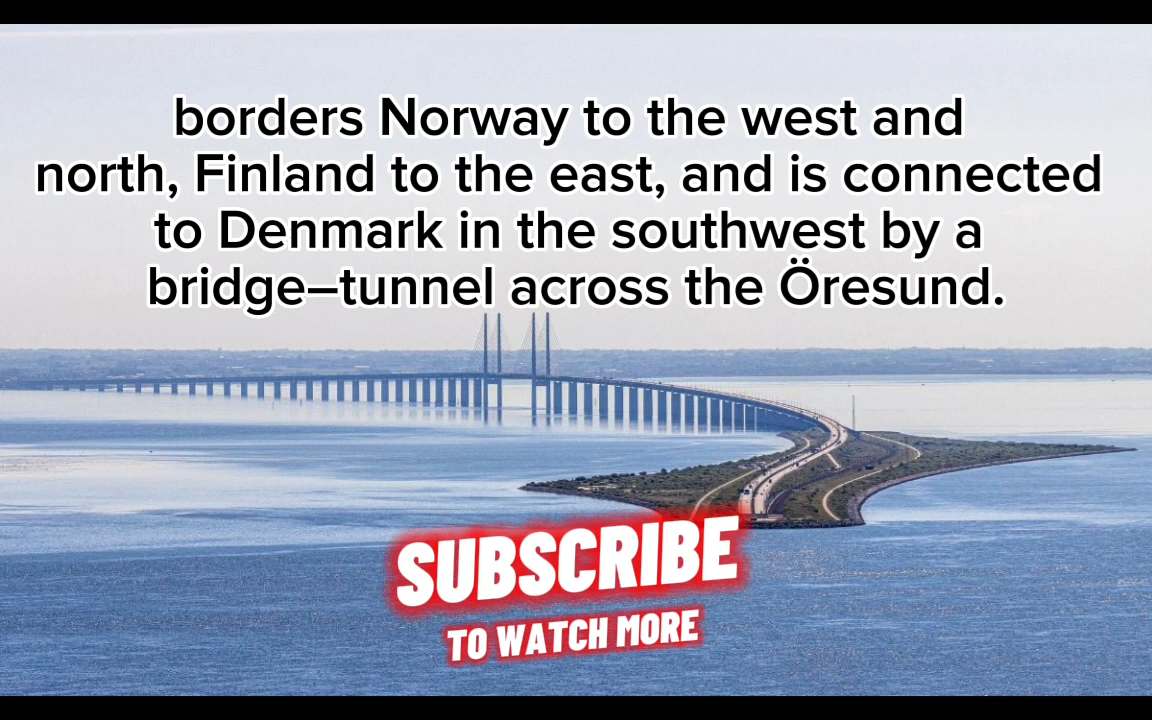 borders Norway to the west and
north, Finland to the east, and is connected
to Denmark in the southwest by a
bridge–tunnel across the Öresund.
SUBSCRIBE
TO WATCH MORE